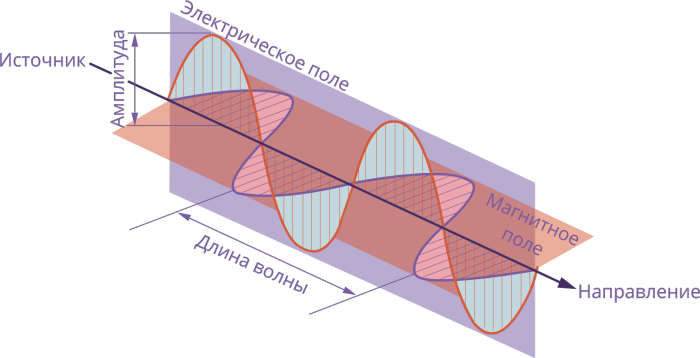 Электрическое поле
Источник
Амплитуда
Магнитное
поле
Длина волны
Направление